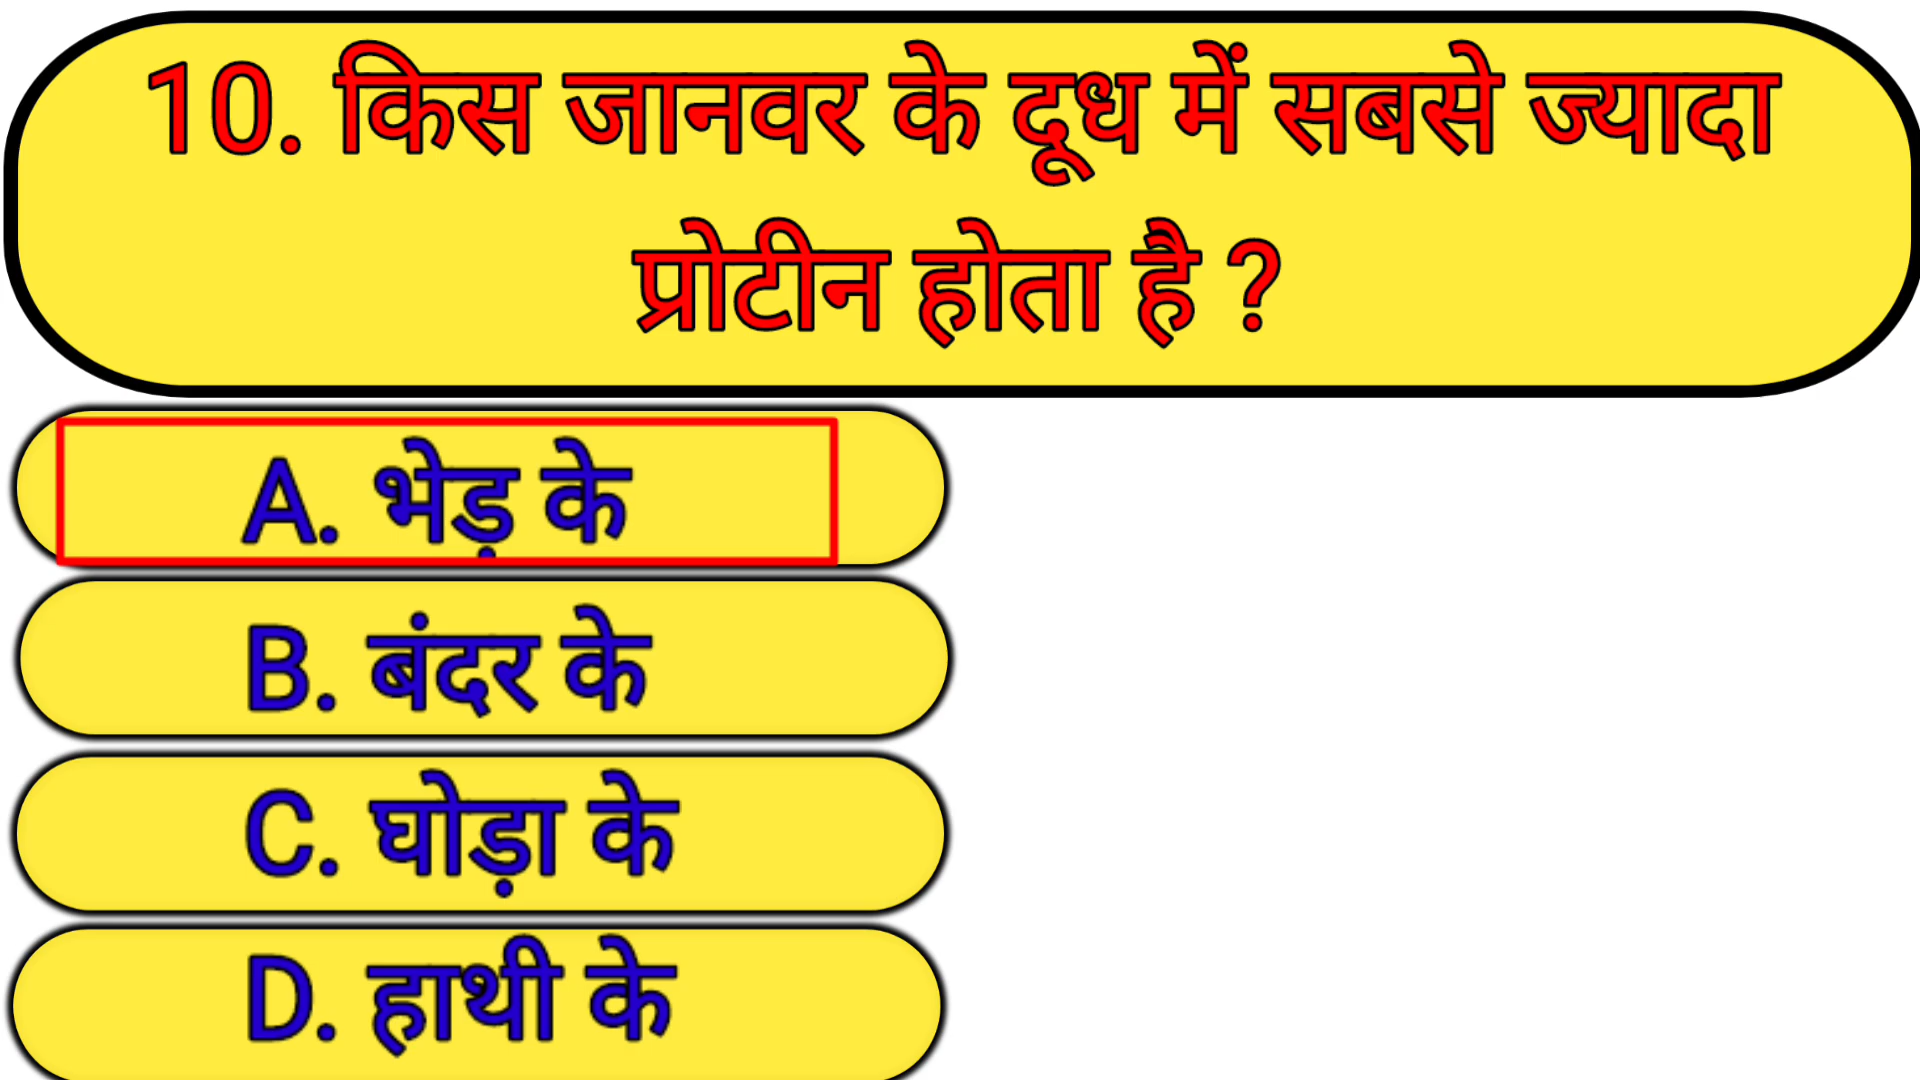 10. किस जानवर के दूध में सबसे ज्यादा
प्रोटीन होता है ?
A. भेड़ के
B. बंदर के
C. घोड़ा के
D. हाथी के